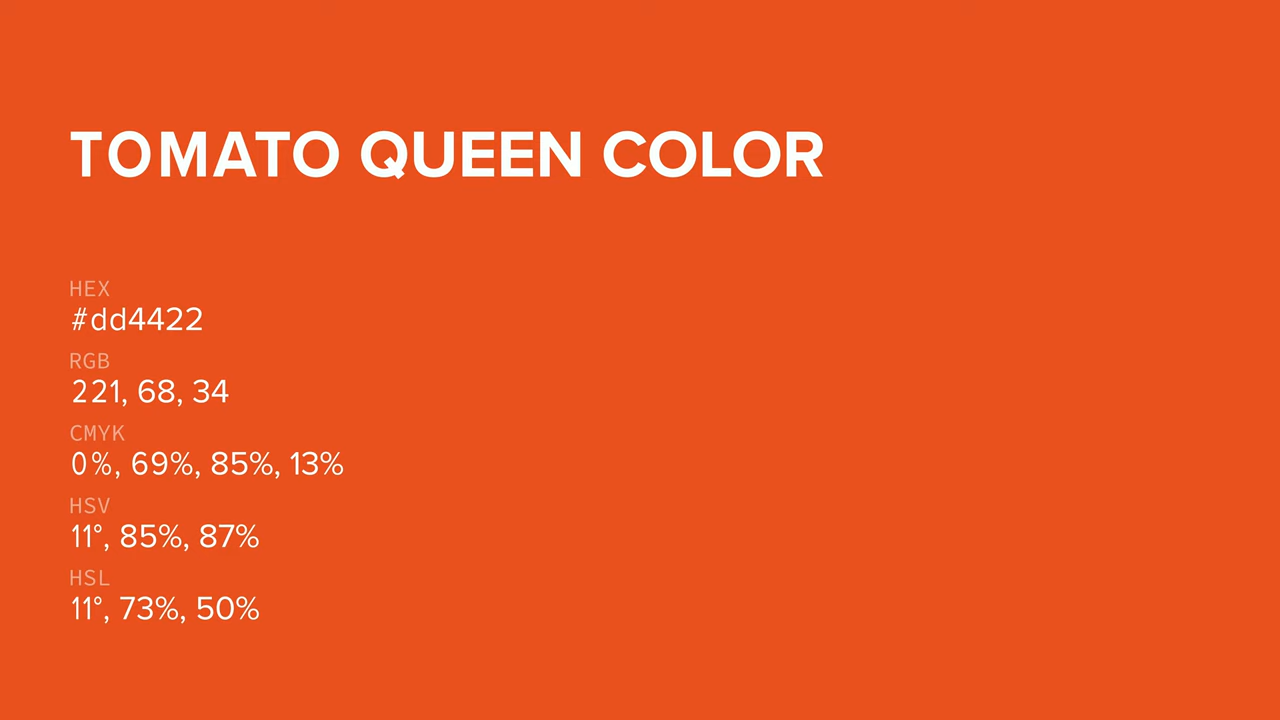 TOMATO QUEEN COLOR
HEX
#dd4422
RGB
221, 68, 34
CMYK
0%, 69%, 85%, 13%
HSV
11°, 85%, 87%
HSL
11°, 73%, 50%